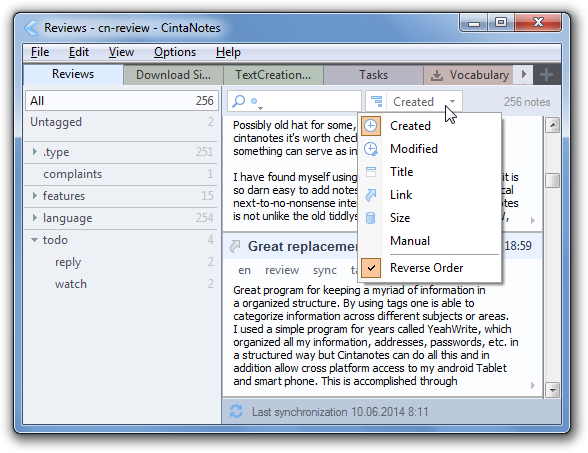 Reviews - cn-review - CintaNotes
File Edit View Options Help
Reviews Download Si... TextCreation... Tasks Vocabulary
All 256
Untagged 2
.type 251
complaints 1
features 15
language 254
todo 4
reply 2
watch 2
Created 256 notes
Created
Modified
Title
Link
Size
Manual
Reverse Order
Possibly old hat for some,
cintanotes it's worth check
something can serve as in
I have found myself using it is
so darn easy to add notes cal
next-to-no-nonsense inte
is not unlike the old tiddlys
Great replaceme 18:59
en review sync ta
Great program for keeping a myriad of information in
a organized structure. By using tags one is able to
categorize information across different subjects or areas.
I used a simple program for years called YeahWrite, which
organized all my information, addresses, passwords, etc. in
a structured way but Cintanotes can do all this and in
addition allow cross platform access to my android Tablet
and smart phone. This is accomplished through
Last synchronization 10.06.2014 8:11